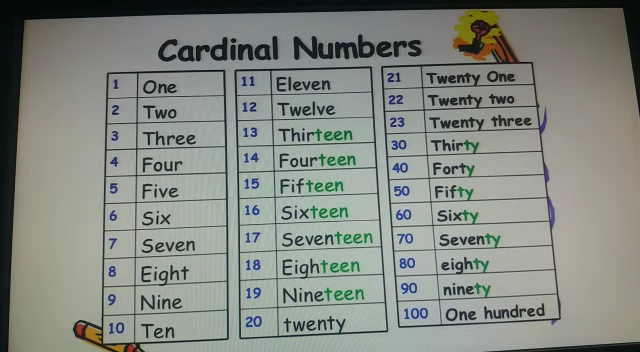 Cardinal Numbers
1 One
2 Two
3 Three
4 Four
5 Five
6 Six
7 Seven
8 Eight
9 Nine
10 Ten
11 Eleven
12 Twelve
13 Thirteen
14 Fourteen
15 Fifteen
16 Sixteen
17 Seventeen
18 Eighteen
19 Nineteen
20 twenty
21 Twenty One
22 Twenty two
23 Twenty three
30 Thirty
40 Forty
50 Fifty
60 Sixty
70 Seventy
80 eighty
90 ninety
100 One hundred